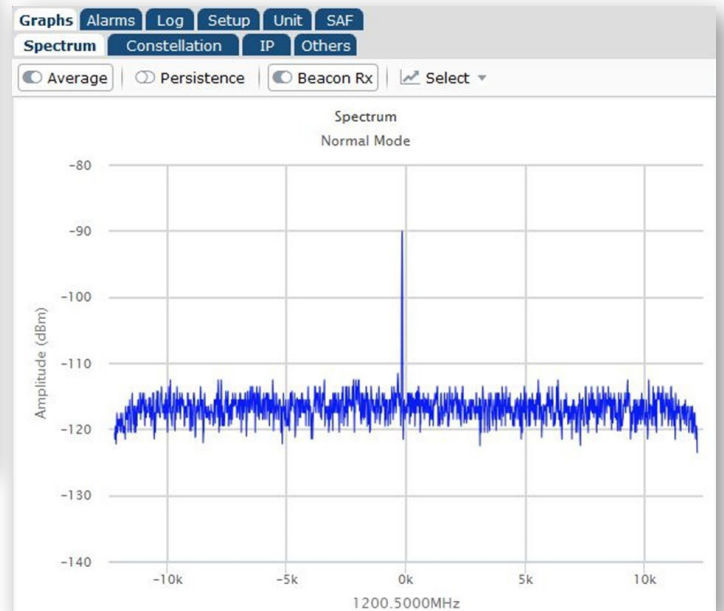 Graphs Alarms Log Setup Unit SAF
Spectrum Constellation IP Others
Average Persistence Beacon Rx Select
Spectrum
Normal Mode
-80
-90
-100
-110
-120
-130
-140
Amplitude (dBm)
-10k -5k 0k 5k 10k
1200.5000MHz